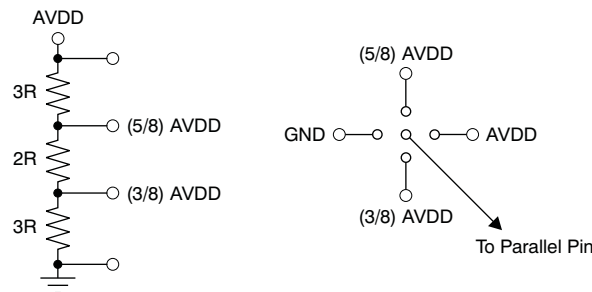 AVDD
3R
(5/8) AVDD
2R
(3/8) AVDD
3R
(5/8) AVDD
GND
AVDD
(3/8) AVDD
To Parallel Pin